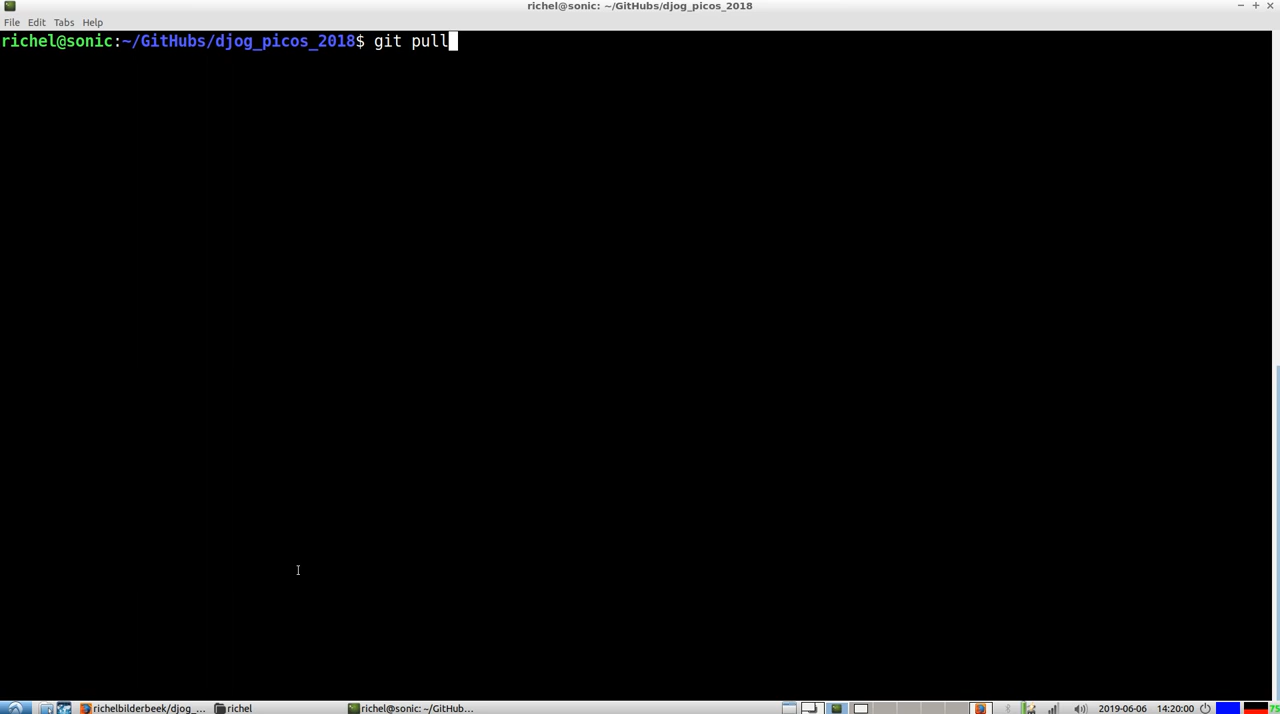 richel@sonic: ~/GitHubs/djog_picos_2018
File Edit Tabs Help
richel@sonic:~/GitHubs/djog_picos_2018$ git pull
richelbilderbeek/djog_... richel richel@sonic: ~/GitHub... 2019-06-06 14:20:00 75